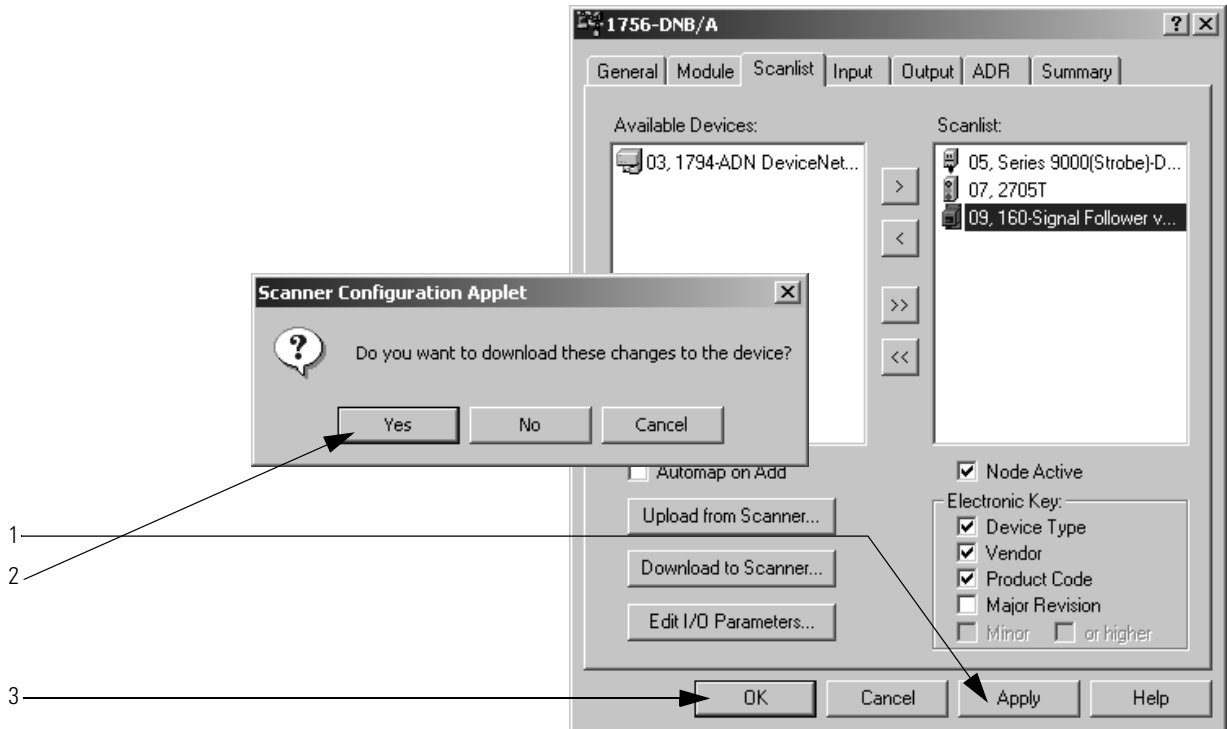 1756-DNB/A
General Module Scanlist Input Output ADR Summary
Available Devices:
03, 1794-ADN DeviceNet...
>
<
>>
<<
Scanlist:
05, Series 9000(Strobe)-D...
07, 2705T
09, 160-Signal Follower v...
Scanner Configuration Applet
Do you want to download these changes to the device?
Yes No Cancel
Automap on Add
Upload from Scanner...
Download to Scanner...
Edit I/O Parameters...
Node Active
Electronic Key:
Device Type
Vendor
Product Code
Major Revision
Minor or higher
OK Cancel Apply Help
1
2
3